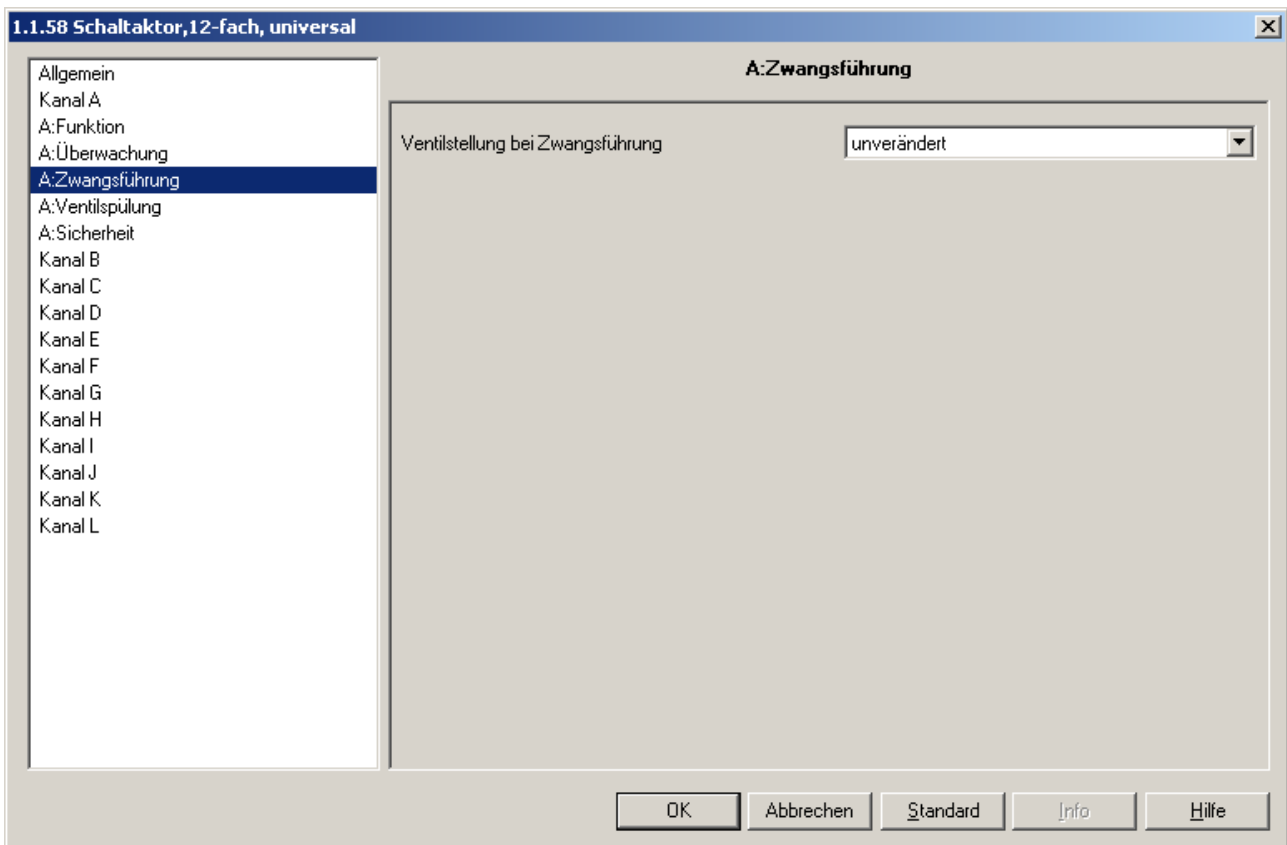 1.1.58 Schaltaktor,12-fach, universal
Allgemein
Kanal A
A:Funktion
A:Überwachung
A:Zwangsführung
A:Ventilspülung
A:Sicherheit
Kanal B
Kanal C
Kanal D
Kanal E
Kanal F
Kanal G
Kanal H
Kanal I
Kanal J
Kanal K
Kanal L
A:Zwangsführung
Ventilstellung bei Zwangsführung unverändert
OK Abbrechen Standard Info Hilfe